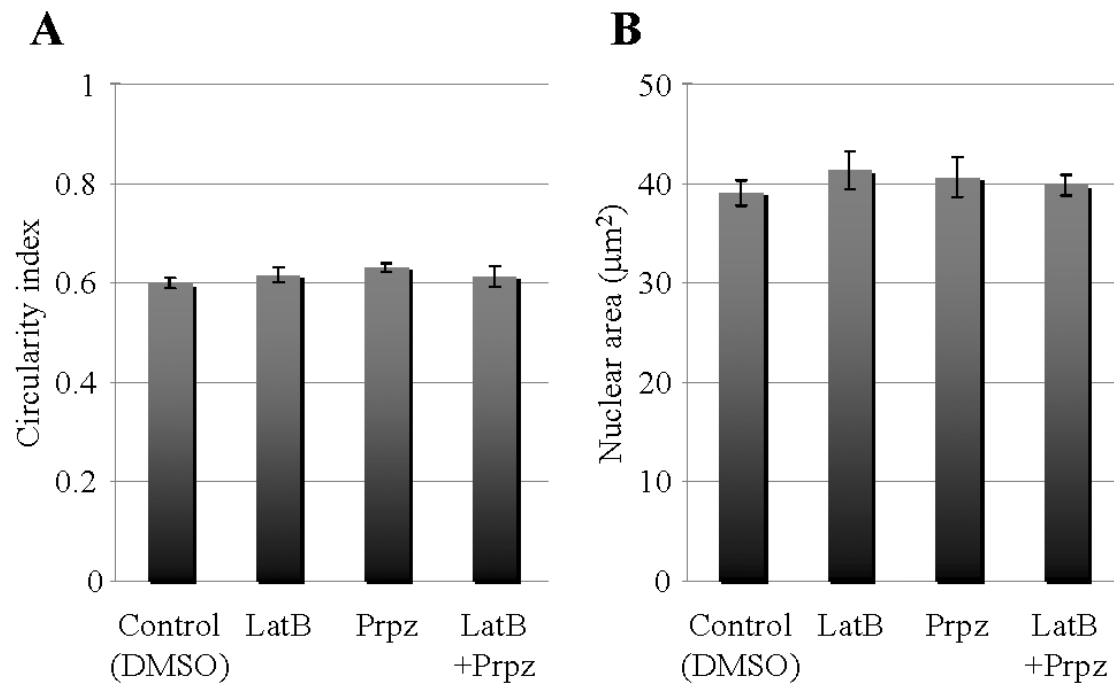 A
Circularity index
1
0.8
0.6
0.4
0.2
0
Control
(DMSO)
LatB
Prpz
LatB
+Prpz
B
Nuclear area (μm²)
50
40
30
20
10
0
Control
(DMSO)
LatB
Prpz
LatB
+Prpz